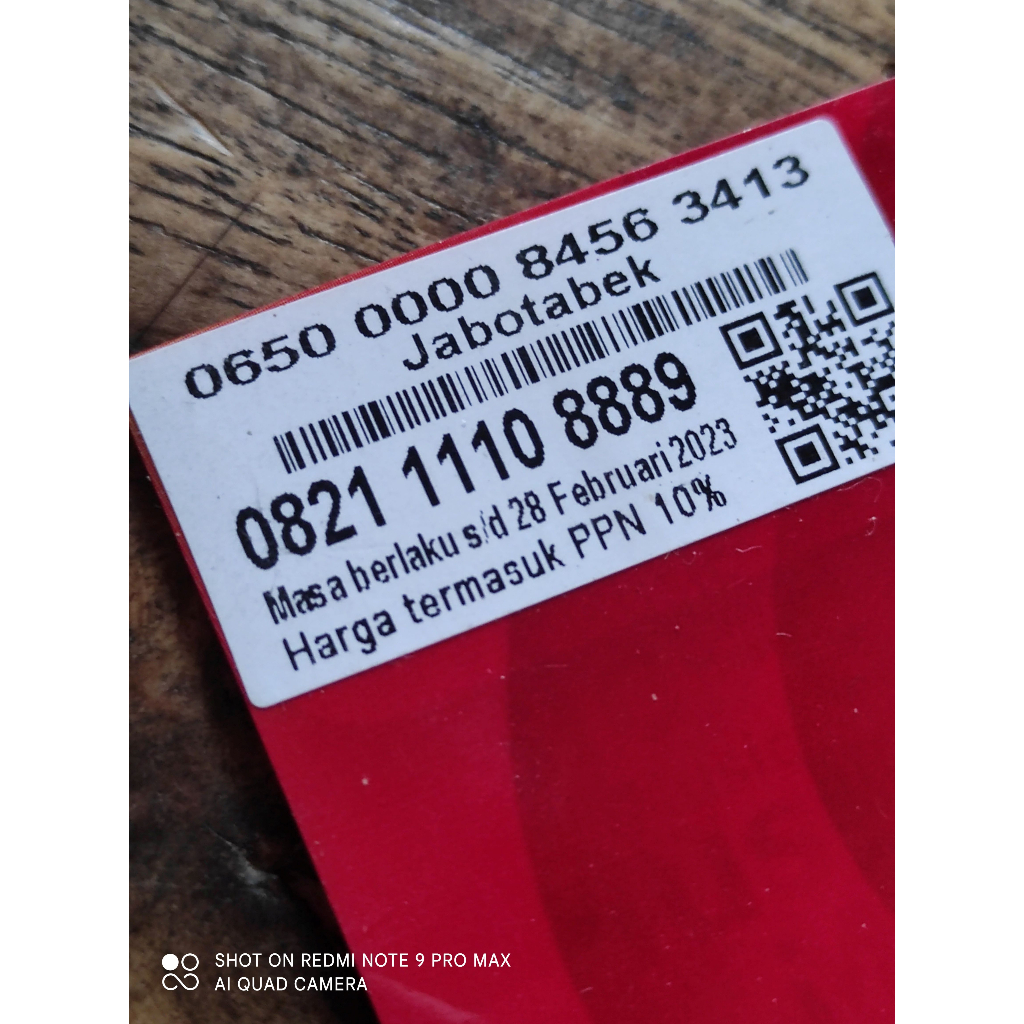 0650 0000 8456 3413
Jabotabek
0821 1110 8889
Masa berlaku s/d 28 Februari 2023
Harga termasuk PPN 10%
SHOT ON REDMI NOTE 9 PRO MAX
AI QUAD CAMERA